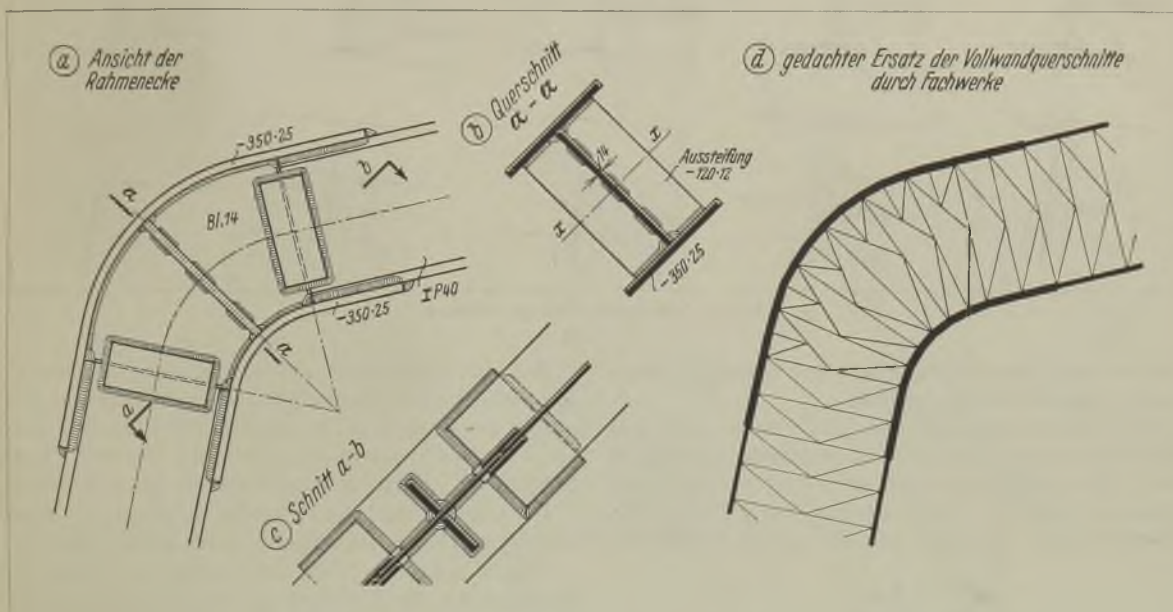 a Ansicht der
Rahmenecke
-350·25
a
b
Bl.14
IP40
-350·25
a
a
b Querschnitt
a-a
14
x
x
Aussteifung
-120·12
-350·25
c Schnitt a-b
d gedachter Ersatz der Vollwandquerschnitte
durch Fachwerke